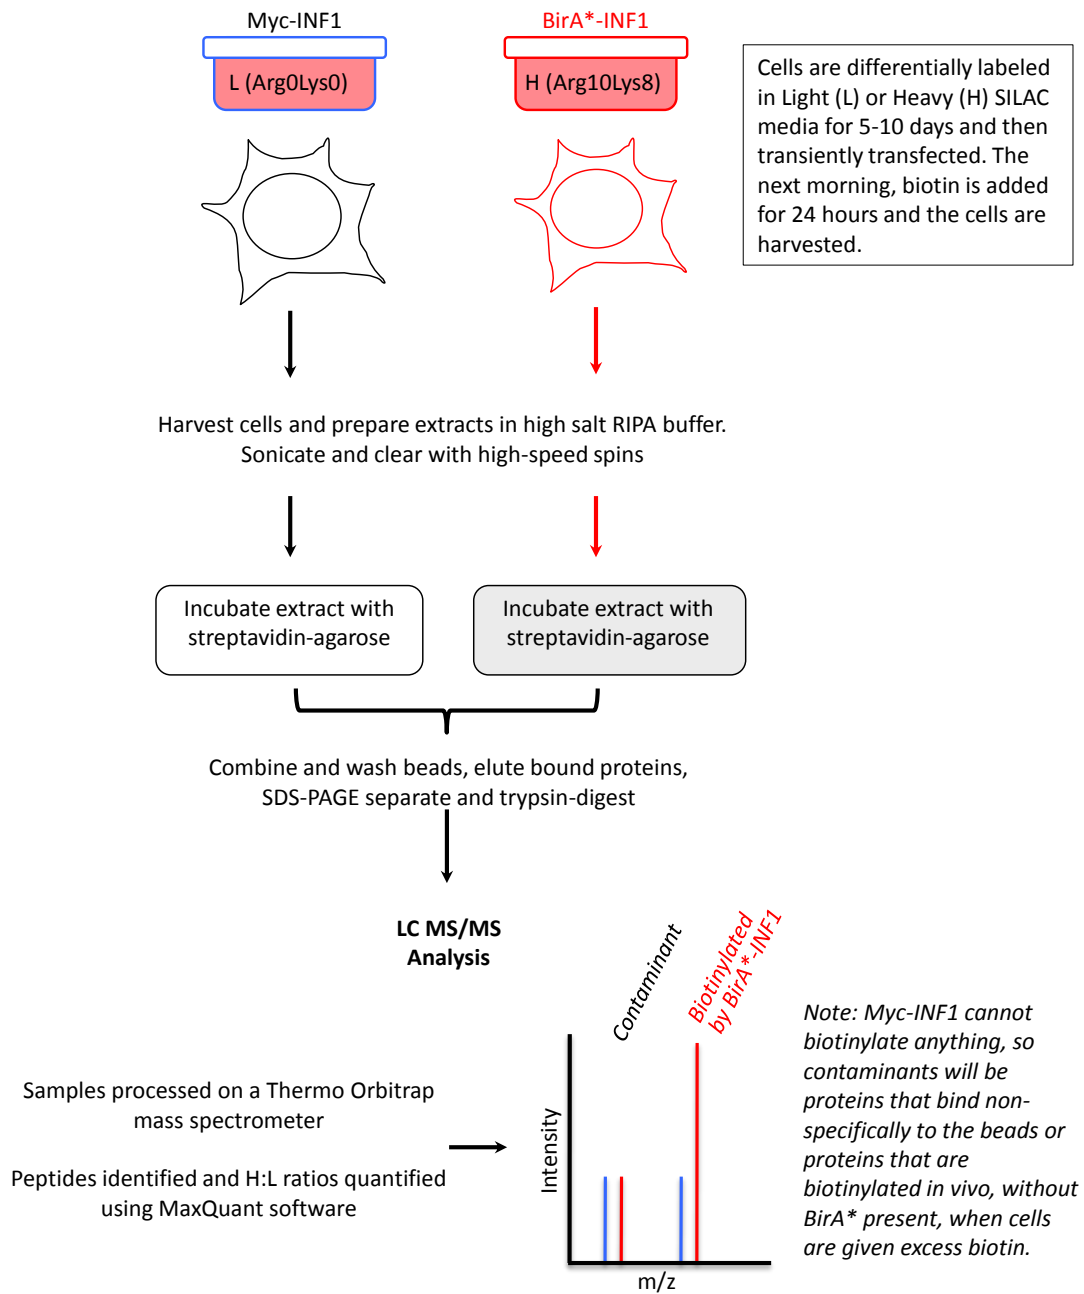 Myc-INF1
BirA*-INF1
L (Arg0Lys0)
H (Arg10Lys8)
Cells are differentially labeled
in Light (L) or Heavy (H) SILAC
media for 5-10 days and then
transiently transfected. The
next morning, biotin is added
for 24 hours and the cells are
harvested.
Harvest cells and prepare extracts in high salt RIPA buffer.
Sonicate and clear with high-speed spins
Incubate extract with
streptavidin-agarose
Incubate extract with
streptavidin-agarose
Combine and wash beads, elute bound proteins,
SDS-PAGE separate and trypsin-digest
LC MS/MS
Analysis
Samples processed on a Thermo Orbitrap
mass spectrometer
Peptides identified and H:L ratios quantified
using MaxQuant software
Contaminant
Biotinylated
by BirA*-INF1
Intensity
m/z
Note: Myc-INF1 cannot
biotinylate anything, so
contaminants will be
proteins that bind non-
specifically to the beads or
proteins that are
biotinylated in vivo, without
BirA* present, when cells
are given excess biotin.